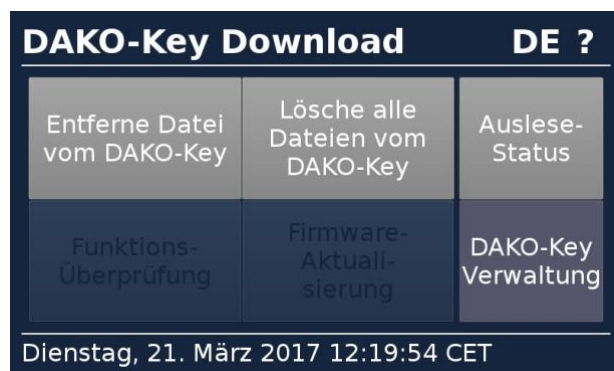 DAKO-Key Download DE ?
Entferne Datei
vom DAKO-Key
Lösche alle
Dateien vom
DAKO-Key
Auslese-
Status
Funktions-
Überprüfung
Firmware-
Aktuali-
sierung
DAKO-Key
Verwaltung
Dienstag, 21. März 2017 12:19:54 CET